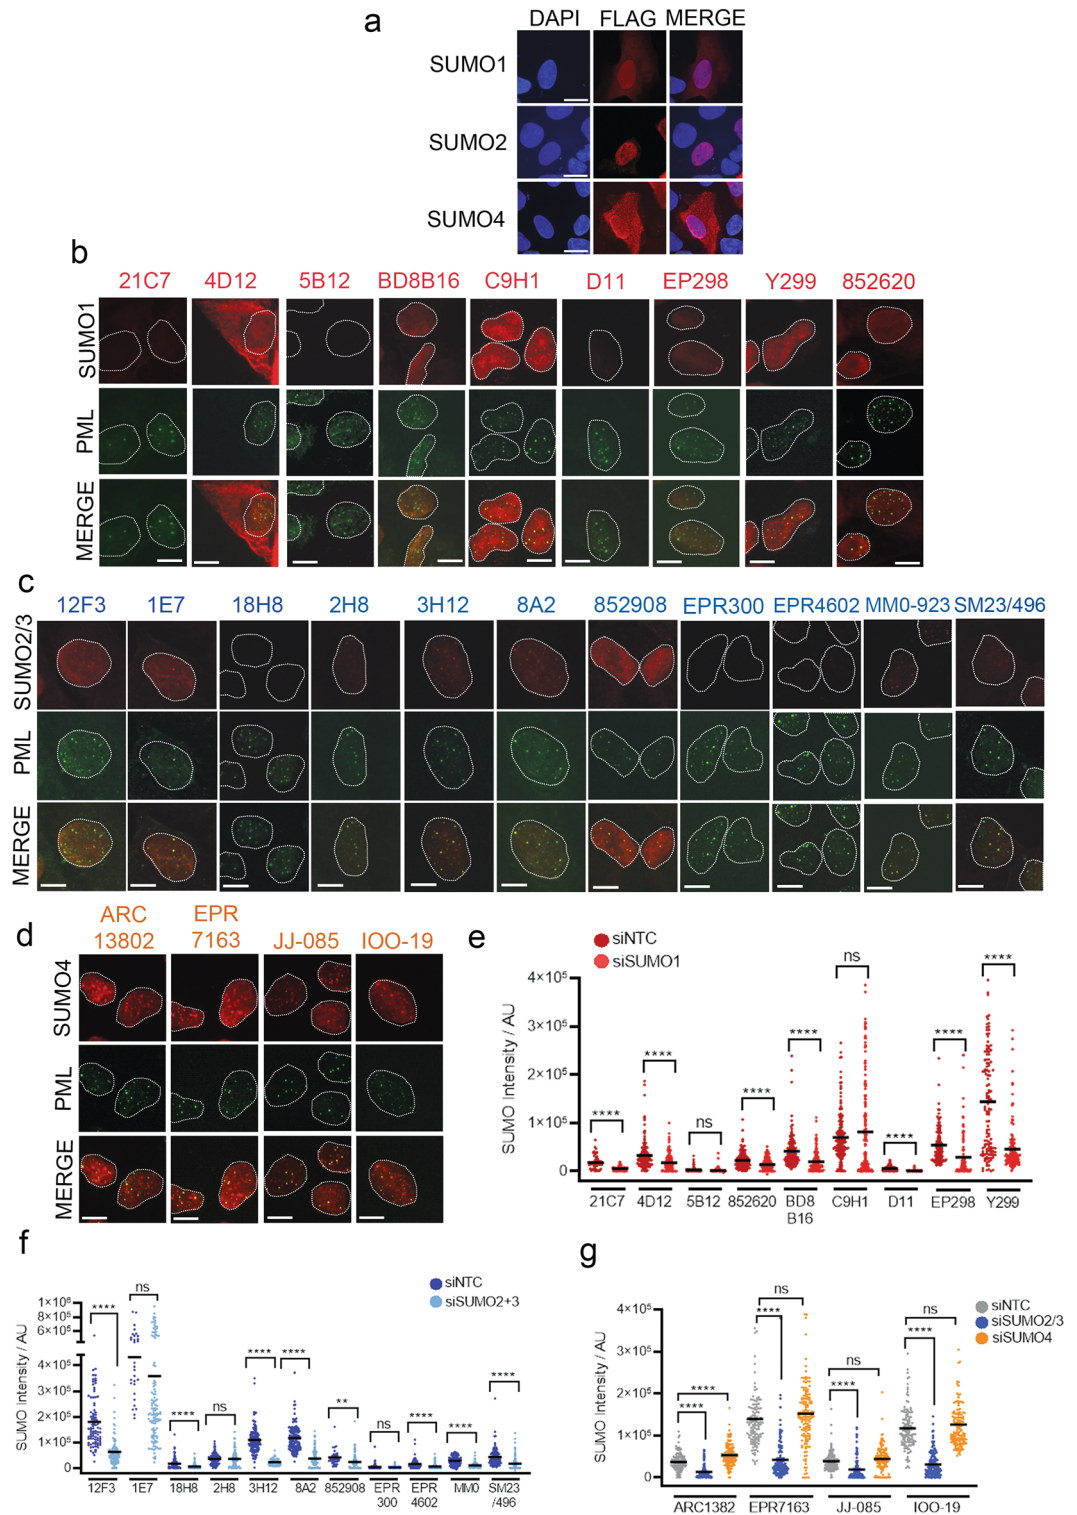 a
DAPI FLAG MERGE
SUMO1
SUMO2
SUMO4
b
21C7 4D12 5B12 BD8B16 C9H1 D11 EP298 Y299 852620
SUMO1
PML
MERGE
c
12F3 1E7 18H8 2H8 3H12 8A2 852908 EPR300 EPR4602 MM0-923 SM23/496
SUMO2/3
PML
MERGE
d
ARC 13802 EPR 7163 JJ-085 IOO-19
SUMO4
PML
MERGE
e
siNTC
siSUMO1
SUMO Intensity / AU
4×10⁵
3×10⁵
2×10⁵
1×10⁵
0
**** **** ns **** **** ns **** **** ****
21C7 4D12 5B12 852620 BD8 B16 C9H1 D11 EP298 Y299
f
siNTC
siSUMO2+3
SUMO Intensity / AU
1×10⁶
8×10⁵
6×10⁵
4×10⁵
3×10⁵
2×10⁵
1×10⁵
0
**** ns **** ns **** **** ** ns **** **** ****
12F3 1E7 18H8 2H8 3H12 8A2 852908 EPR 300 EPR 4602 MM0 SM23 /496
g
siNTC
siSUMO2/3
siSUMO4
SUMO Intensity / AU
4×10⁵
3×10⁵
2×10⁵
1×10⁵
0
**** **** ns **** ns **** ns ****
ARC1382 EPR7163 JJ-085 IOO-19